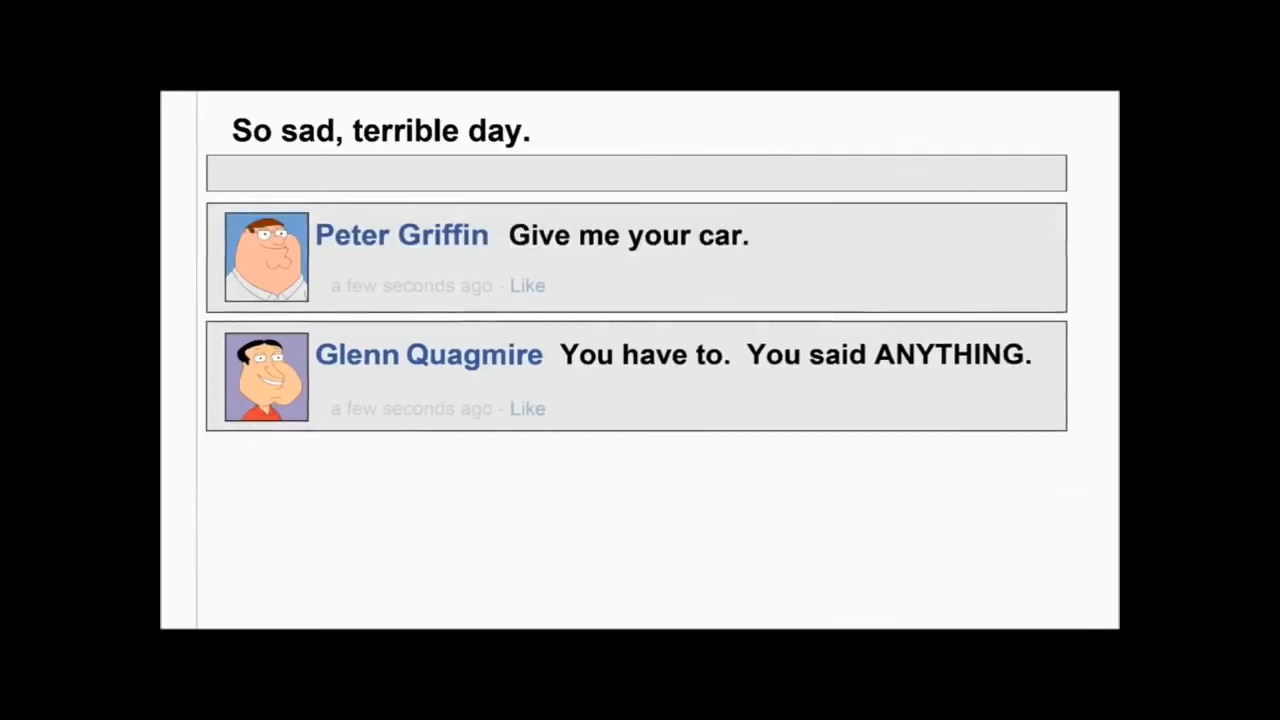 So sad, terrible day.
Peter Griffin Give me your car.
a few seconds ago - Like
Glenn Quagmire You have to. You said ANYTHING.
a few seconds ago - Like